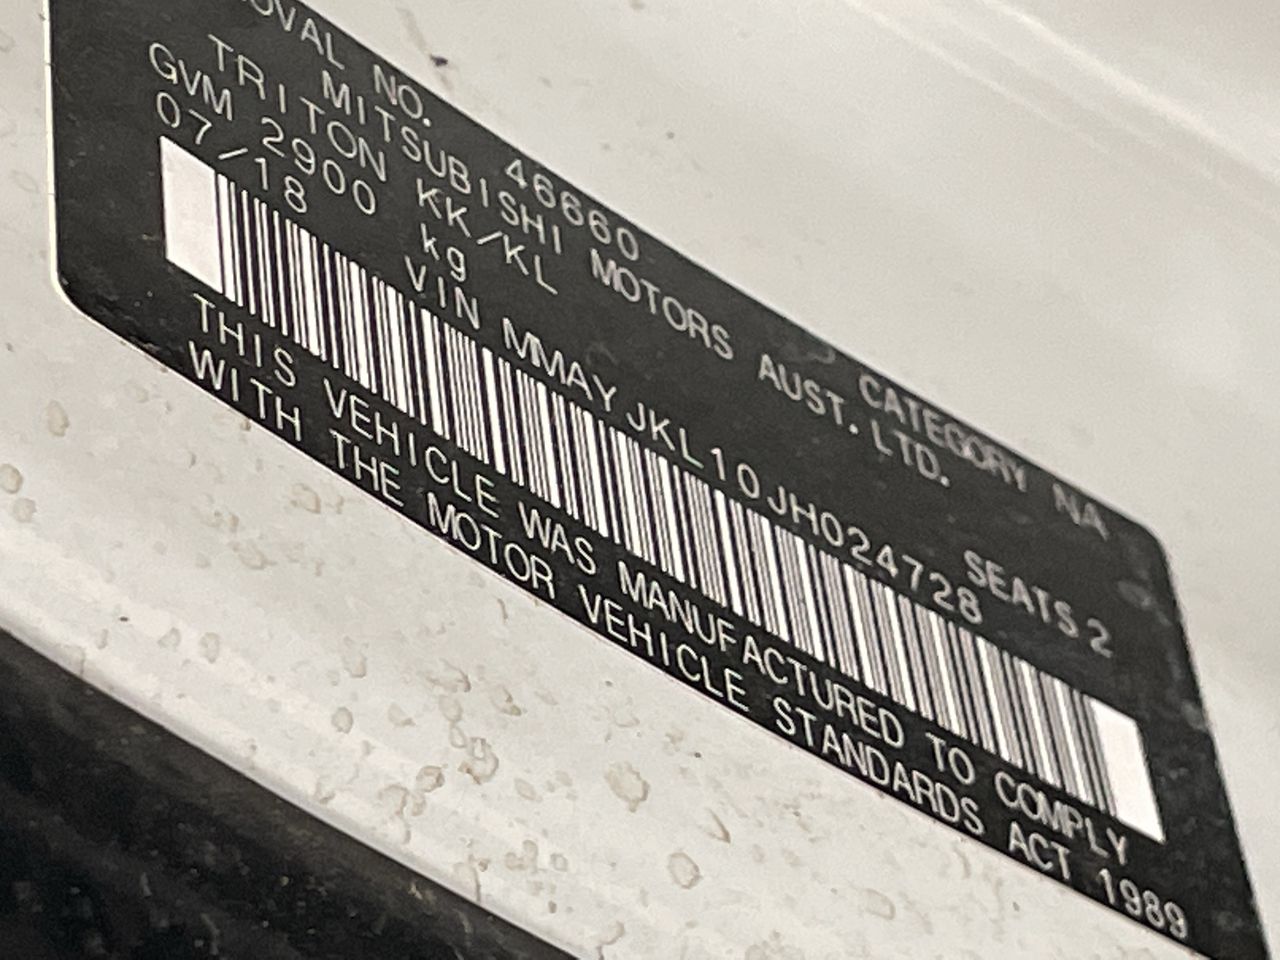 OVAL NO. 46660 CATEGORY NA
MITSUBISHI MOTORS AUST. LTD.
TRITON KK/KL SEATS 2
GVM 2900 kg
07/18 VIN MMAYJKL10JH024728
THIS VEHICLE WAS MANUFACTURED TO COMPLY
WITH THE MOTOR VEHICLE STANDARDS ACT 1989